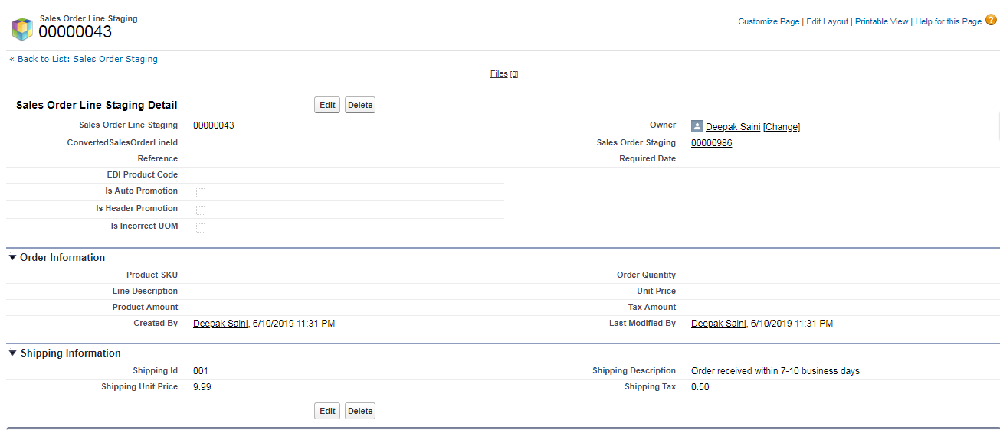 Sales Order Line Staging
00000043
Customize Page | Edit Layout | Printable View | Help for this Page ?
« Back to List: Sales Order Staging
Files [0]
Sales Order Line Staging Detail Edit Delete
Sales Order Line Staging 00000043 Owner Deepak Saini [Change]
ConvertedSalesOrderLineId Sales Order Staging 00000986
Reference Required Date
EDI Product Code
Is Auto Promotion
Is Header Promotion
Is Incorrect UOM
Order Information
Product SKU Order Quantity
Line Description Unit Price
Product Amount Tax Amount
Created By Deepak Saini, 6/10/2019 11:31 PM Last Modified By Deepak Saini, 6/10/2019 11:31 PM
Shipping Information
Shipping Id 001 Shipping Description Order received within 7-10 business days
Shipping Unit Price 9.99 Shipping Tax 0.50
Edit Delete